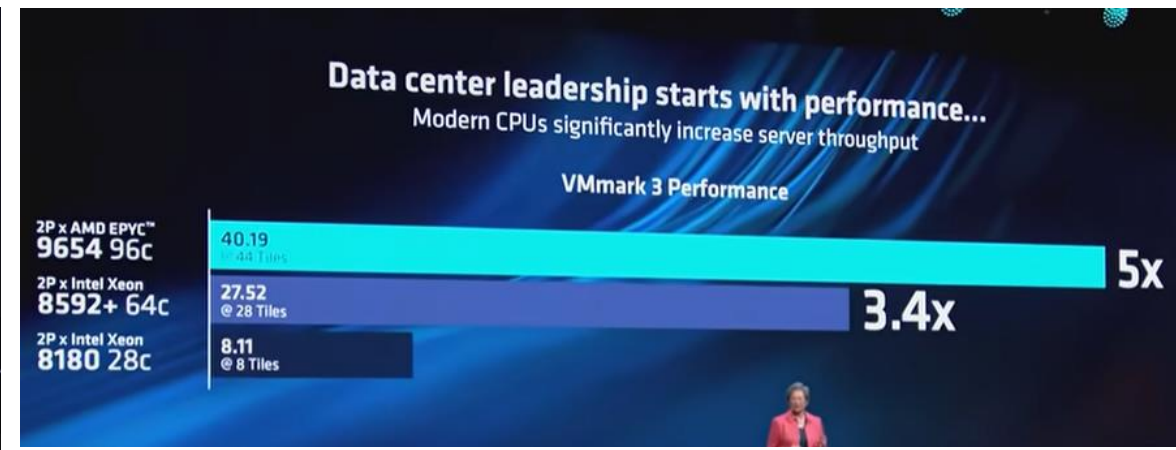 Data center leadership starts with performance...
Modern CPUs significantly increase server throughput
VMmark 3 Performance
2P x AMD EPYC™
9654 96c
40.19
@ 44 Tiles
5x
2P x Intel Xeon
8592+ 64c
27.52
@ 28 Tiles
3.4x
2P x Intel Xeon
8180 28c
8.11
@ 8 Tiles